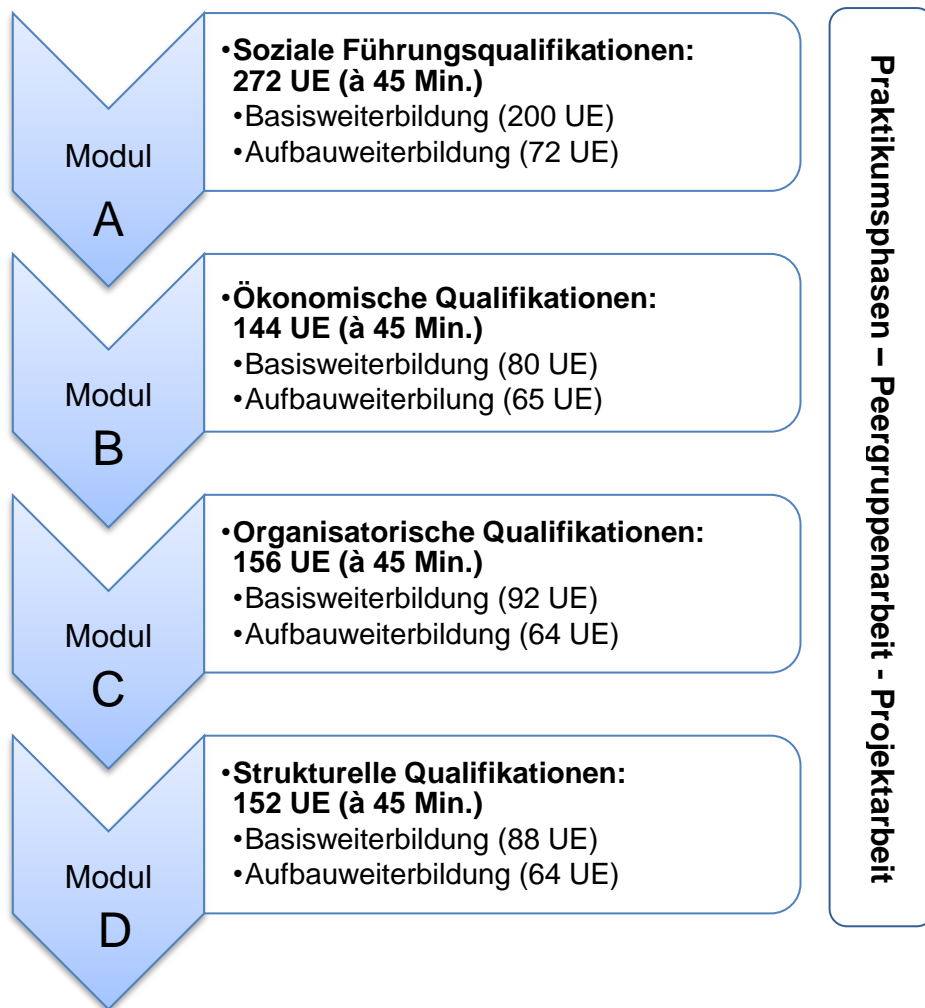 Modul
A
•Soziale Führungsqualifikationen:
272 UE (à 45 Min.)
•Basisweiterbildung (200 UE)
•Aufbauweiterbildung (72 UE)
Modul
B
•Ökonomische Qualifikationen:
144 UE (à 45 Min.)
•Basisweiterbildung (80 UE)
•Aufbauweiterbilung (65 UE)
Modul
C
•Organisatorische Qualifikationen:
156 UE (à 45 Min.)
•Basisweiterbildung (92 UE)
•Aufbauweiterbildung (64 UE)
Modul
D
•Strukturelle Qualifikationen:
152 UE (à 45 Min.)
•Basisweiterbildung (88 UE)
•Aufbauweiterbildung (64 UE)
Praktikumsphasen – Peergruppenarbeit - Projektarbeit